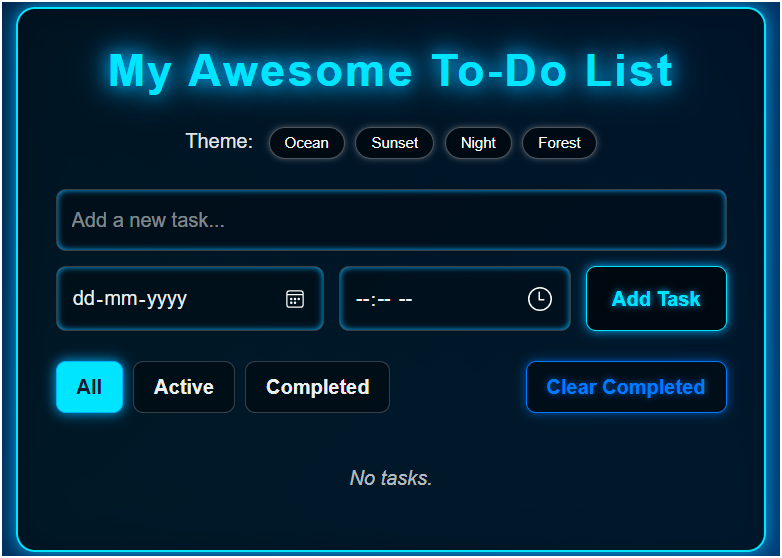 My Awesome To-Do List
Theme: Ocean Sunset Night Forest
Add a new task...
dd-mm-yyyy --:-- -- Add Task
All Active Completed Clear Completed
No tasks.